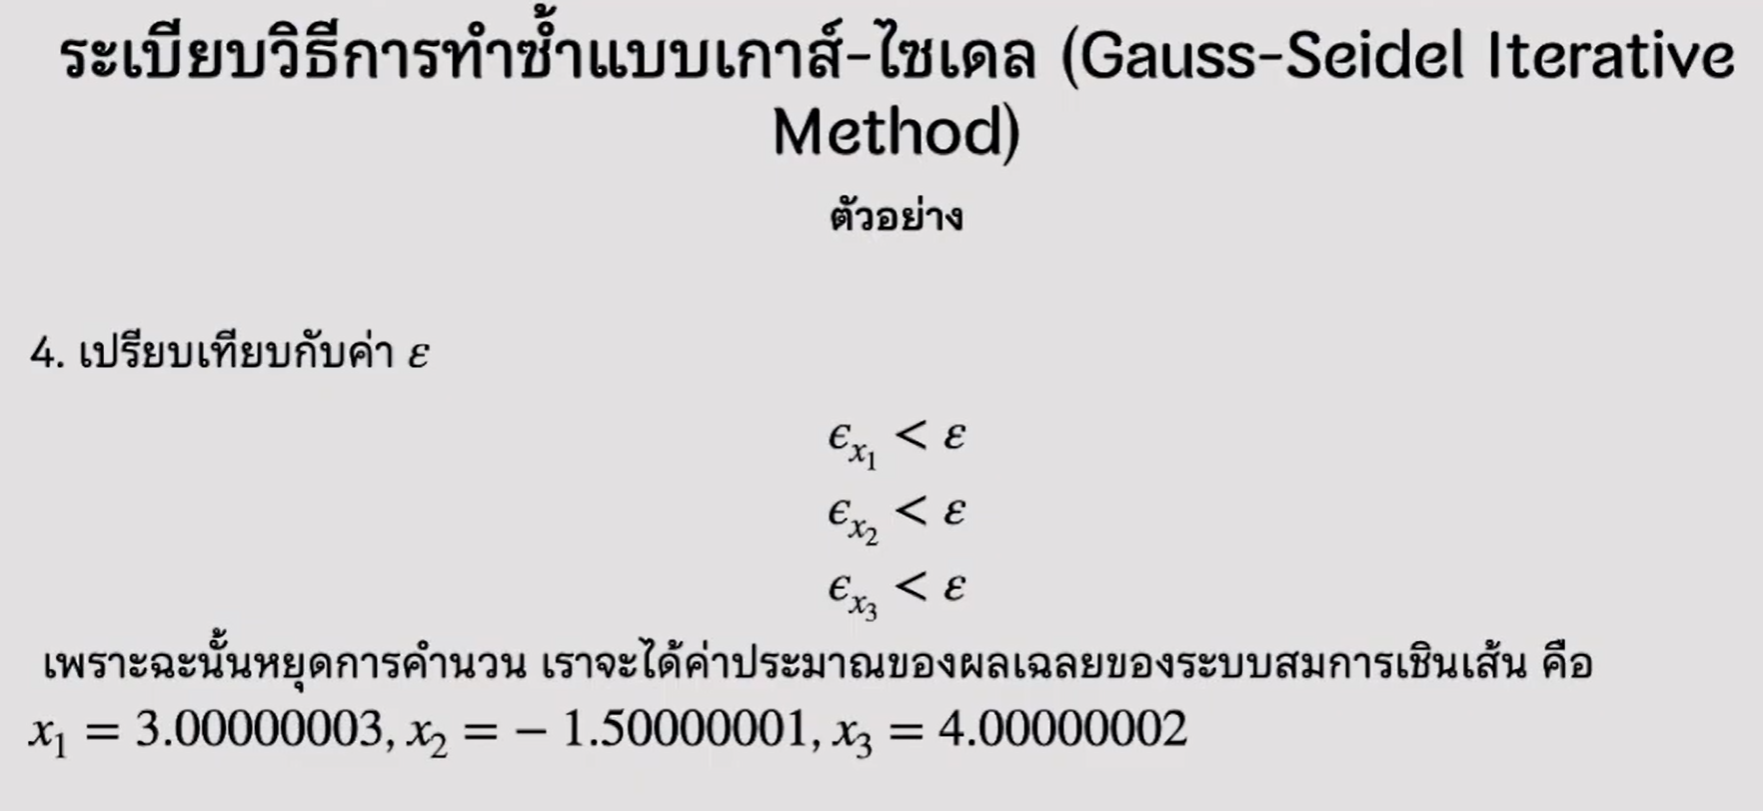 ระเบียบวิธีการทำซ้ำแบบเกาส์-ไซเดล (Gauss-Seidel Iterative
Method)
ตัวอย่าง
4. เปรียบเทียบกับค่า ε
ϵx₁ < ε
ϵx₂ < ε
ϵx₃ < ε
เพราะฉะนั้นหยุดการคำนวน เราจะได้ค่าประมาณของผลเฉลยของระบบสมการเชินเส้น คือ
x₁ = 3.00000003, x₂ = − 1.50000001, x₃ = 4.00000002